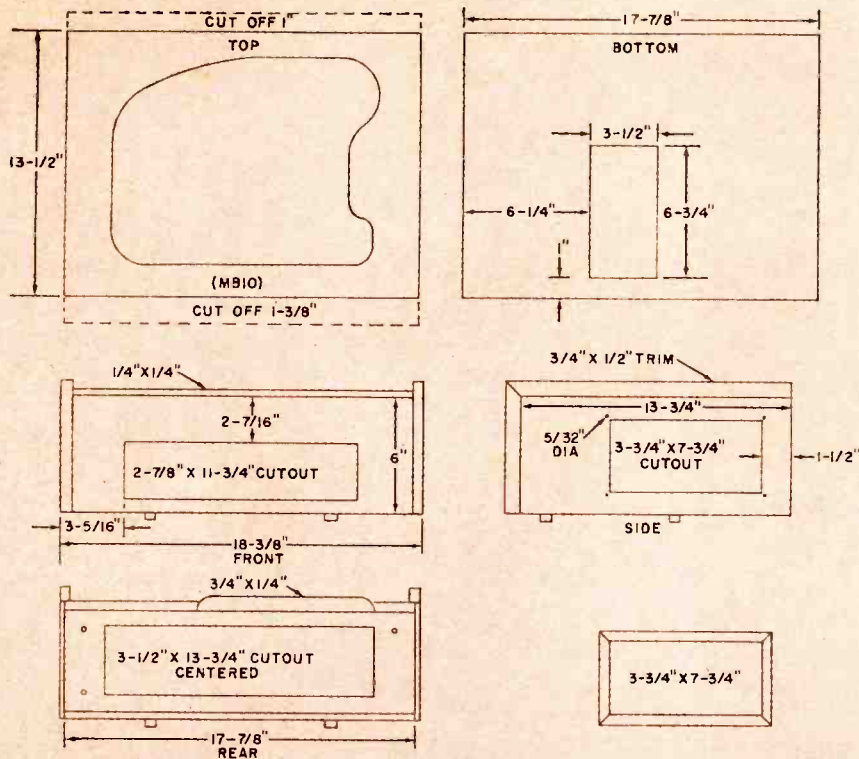 CUT OFF 1"
TOP
13-1/2"
(MB10)
CUT OFF 1-3/8"
17-7/8"
BOTTOM
3-1/2"
6-1/4"
6-3/4"
1"
1/4"X1/4"
2-7/16"
6"
2-7/8"X 11-3/4"CUTOUT
3-5/16"
18-3/8"
FRONT
3/4"X 1/2" TRIM
13-3/4"
5/32"
DIA
3-3/4"X7-3/4"
CUTOUT
1-1/2"
SIDE
3/4"X1/4"
3-1/2"X 13-3/4" CUTOUT
CENTERED
17-7/8"
REAR
3-3/4"X7-3/4"